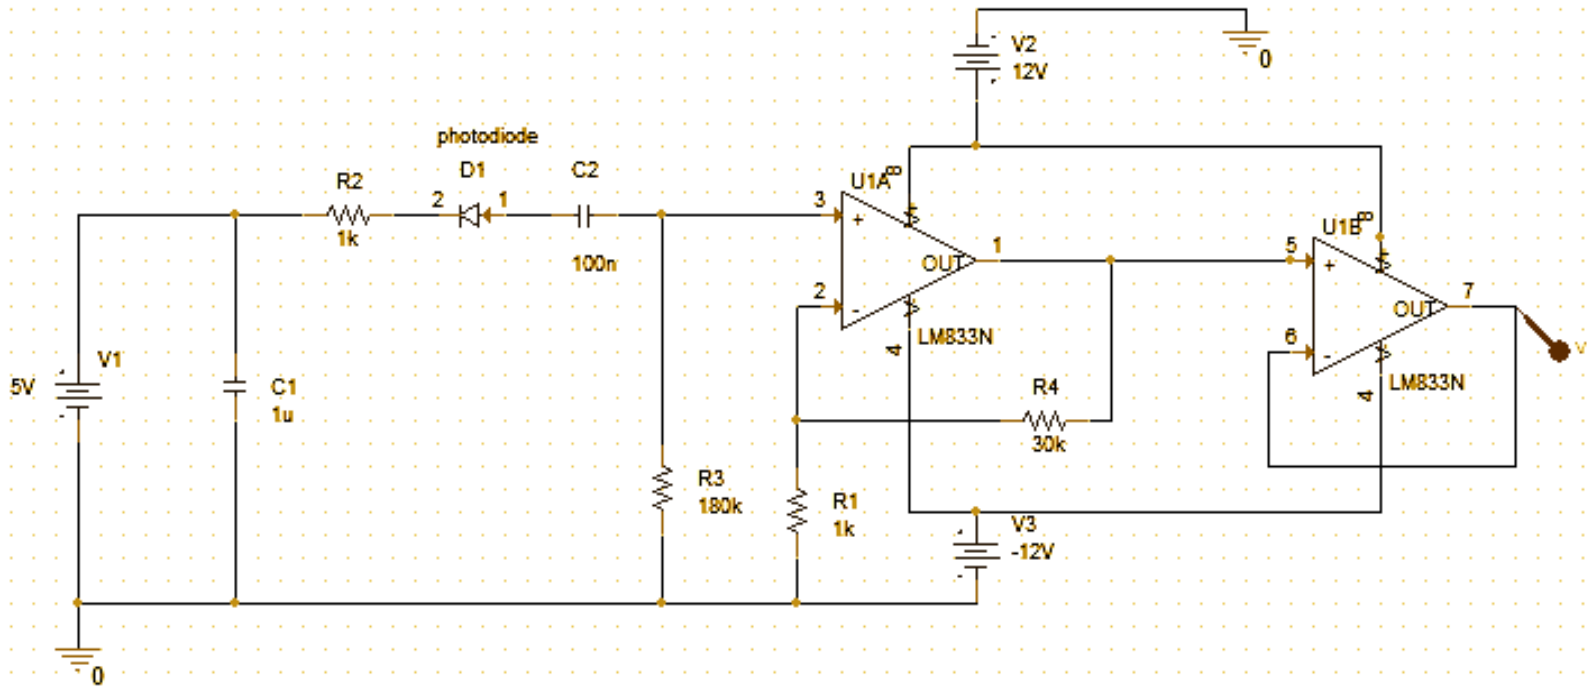 V2
12V
0
photodiode
D1
C2
R2
2
1
1k
100n
3
U1A
8
+
OUT
1
2
-
4
LM833N
U1B
8
5
+
OUT
7
6
-
4
LM833N
V
V1
5V
C1
1u
R4
30k
R3
180k
R1
1k
V3
-12V
0